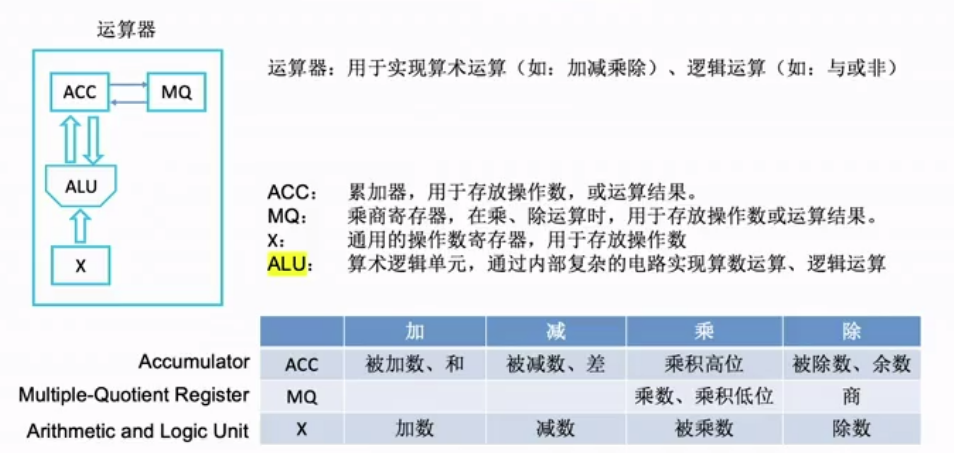 运算器
运算器：用于实现算术运算（如：加减乘除）、逻辑运算（如：与或非）
ACC
MQ
ALU
X
ACC： 累加器，用于存放操作数，或运算结果。
MQ： 乘商寄存器，在乘、除运算时，用于存放操作数或运算结果。
X： 通用的操作数寄存器，用于存放操作数
ALU： 算术逻辑单元，通过内部复杂的电路实现算数运算、逻辑运算
加 减 乘 除
Accumulator ACC 被加数、和 被减数、差 乘积高位 被除数、余数
Multiple-Quotient Register MQ 乘数、乘积低位 商
Arithmetic and Logic Unit X 加数 减数 被乘数 除数